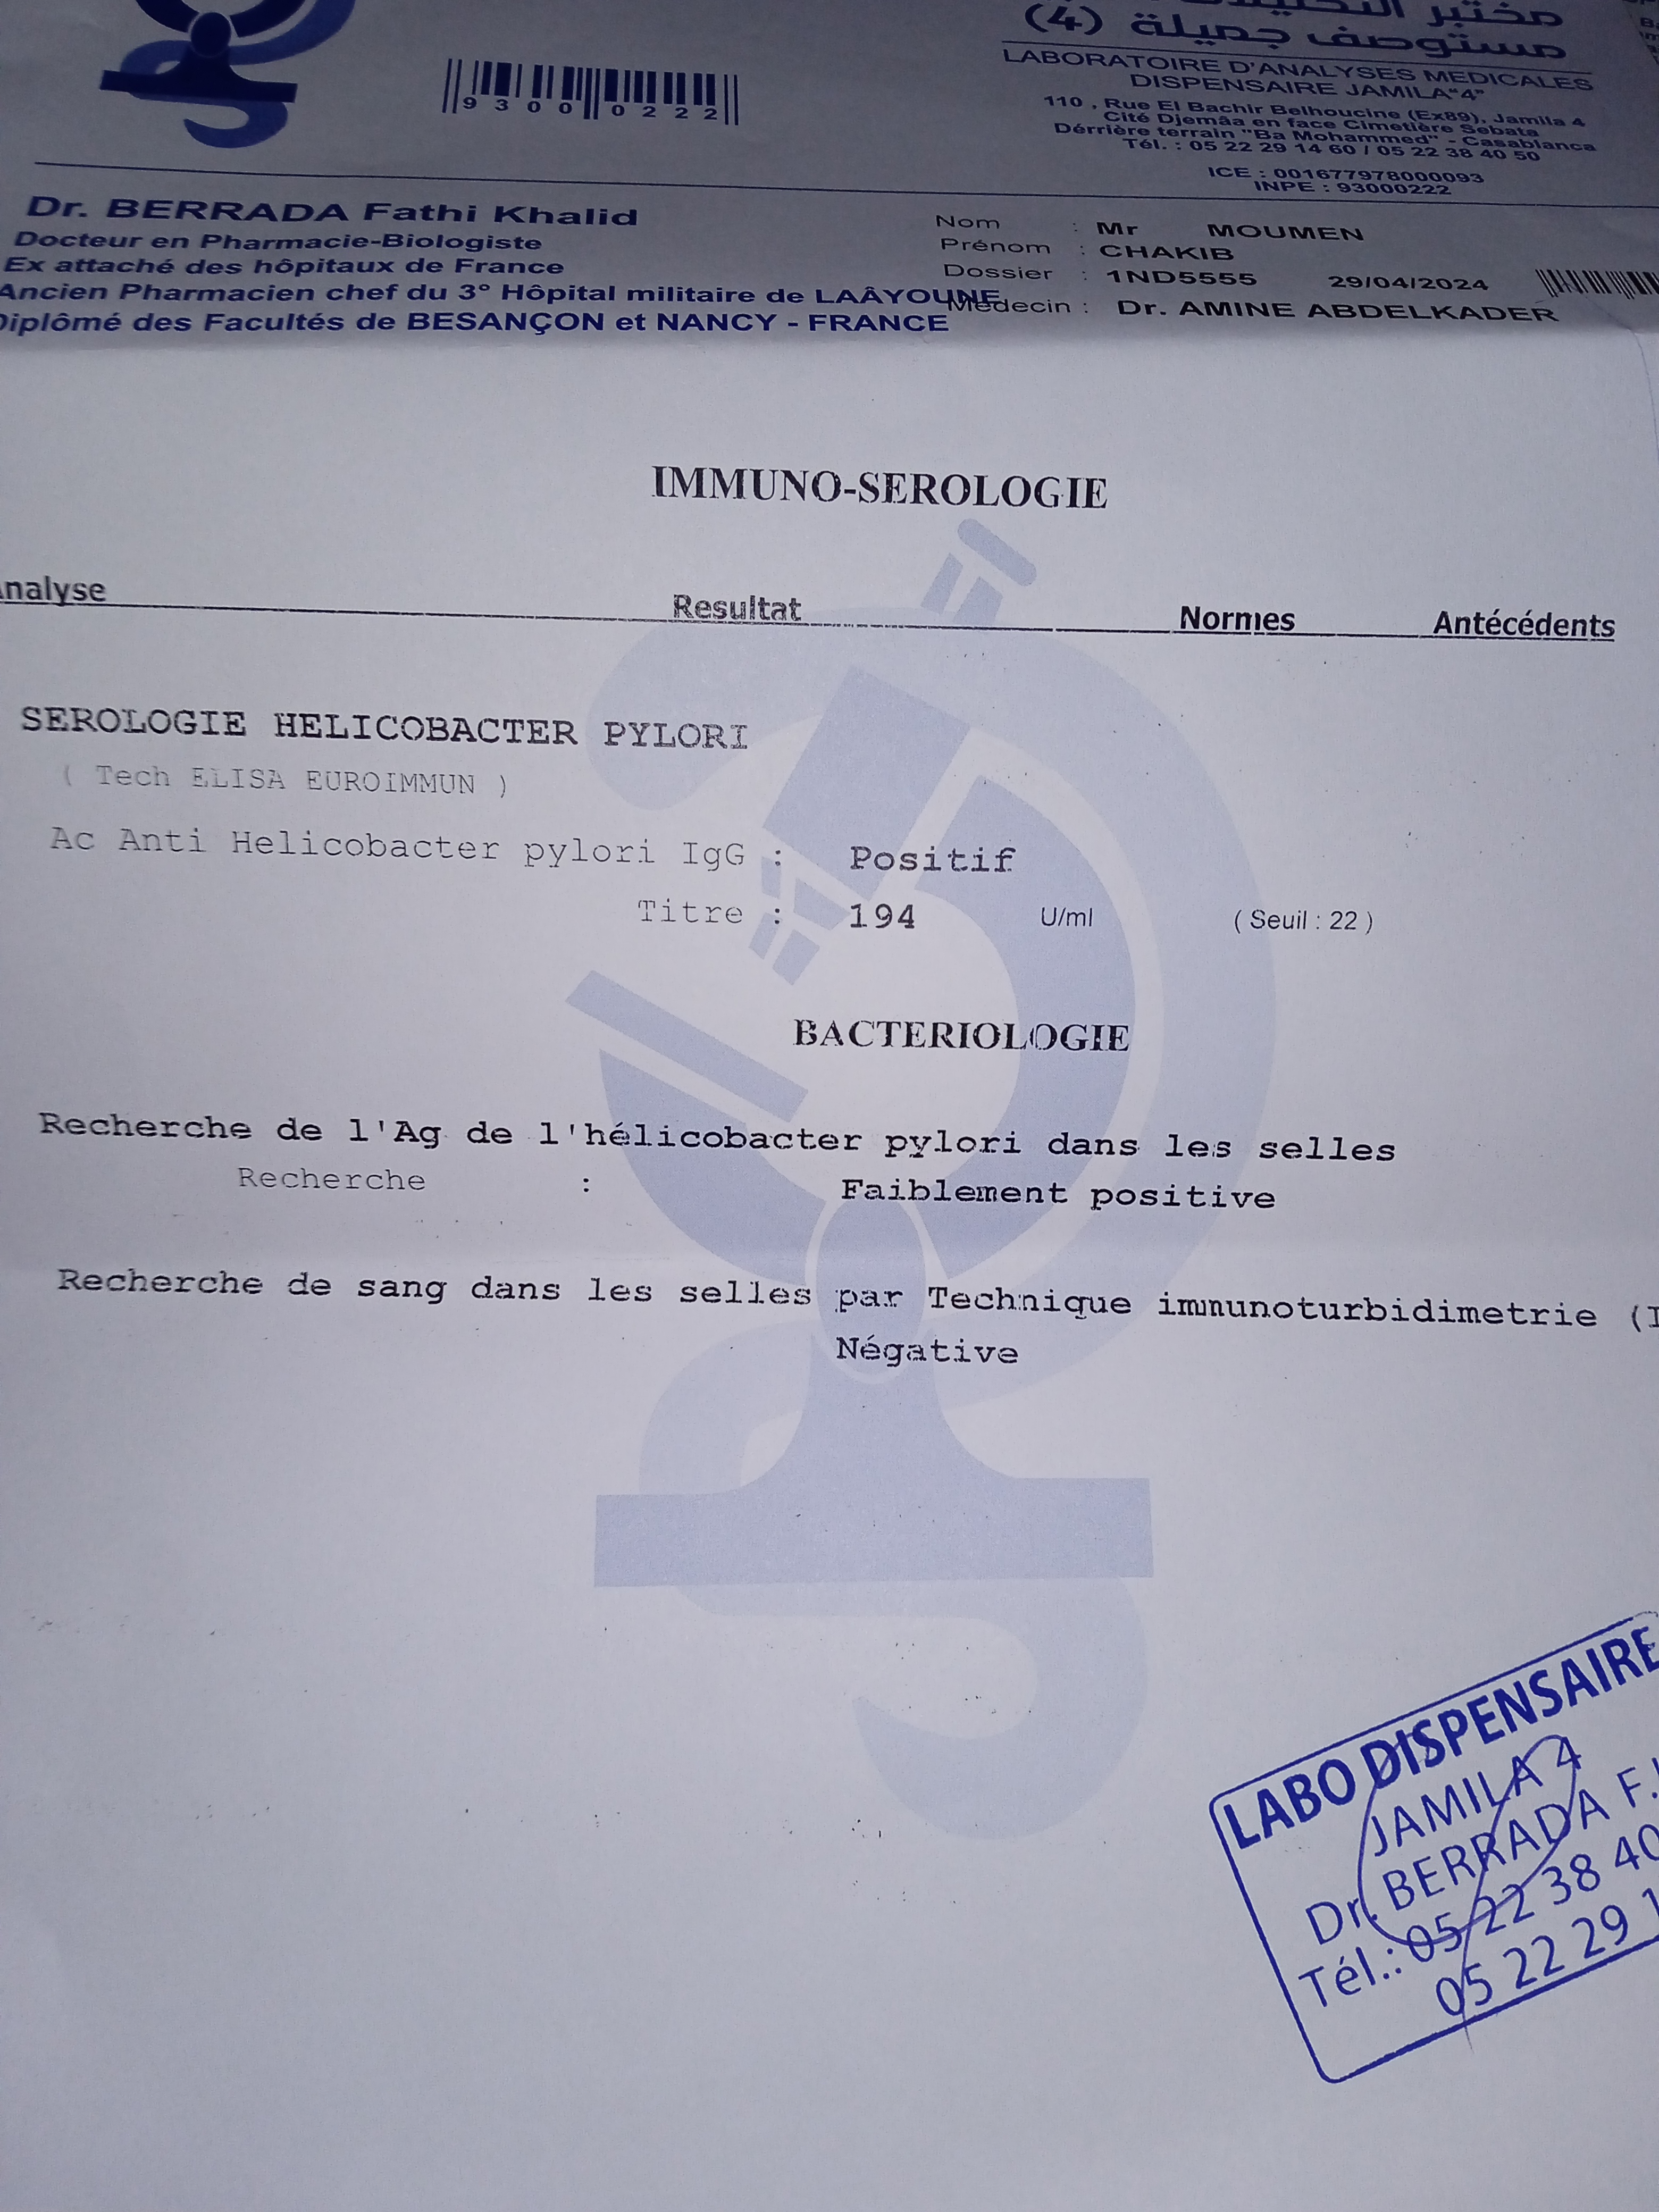 مختبر
مستوصف جميلة (4)
LABORATOIRE D'ANALYSES MEDICALES
DISPENSAIRE JAMILA"4"
110 , Rue El Bachir Belhoucine (Ex89), Jamila 4
Cité Djemâa en face Cimetière Sebata
Dérrière terrain "Ba Mohammed" - Casablanca
Tél. : 05 22 29 14 60 / 05 22 38 40 50
ICE : 001677978000093
INPE : 93000222
93000222
Dr. BERRADA Fathi Khalid
Docteur en Pharmacie-Biologiste
Ex attaché des hôpitaux de France
Ancien Pharmacien chef du 3° Hôpital militaire de LAÂYOUNE
Diplômé des Facultés de BESANÇON et NANCY - FRANCE
Nom : Mr MOUMEN
Prénom : CHAKIB
Dossier : 1ND5555 29/04/2024
Médecin : Dr. AMINE ABDELKADER
IMMUNO-SEROLOGIE
nalyse Resultat Normes Antécédents
SEROLOGIE HELICOBACTER PYLORI
( Tech ELISA EUROIMMUN )
Ac Anti Helicobacter pylori IgG : Positif
Titre : 194 U/ml ( Seuil : 22 )
BACTERIOLOGIE
Recherche de l'Ag de l'hélicobacter pylori dans les selles
Recherche : Faiblement positive
Recherche de sang dans les selles par Technique immunoturbidimetrie (I
Négative
LABO DISPENSAIRE
JAMILA 4
Dr. BERRADA F.
Tél.: 05 22 38 40
05 22 29 1